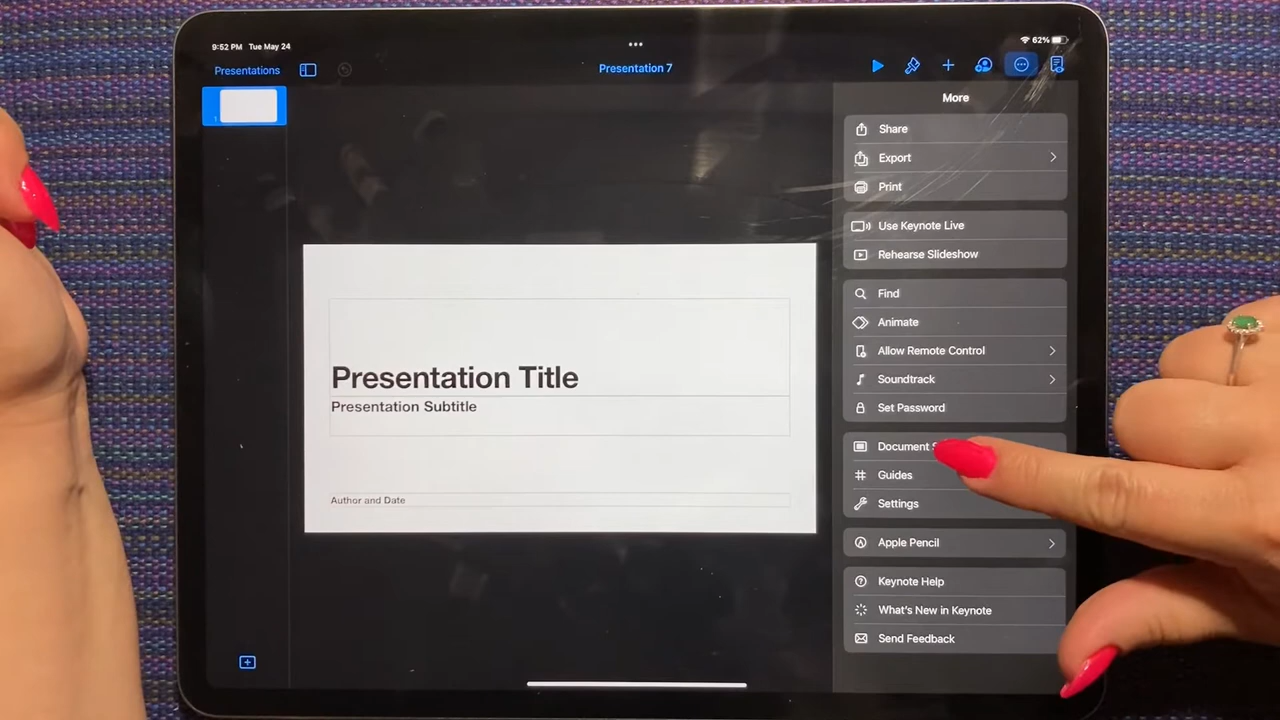 9:52 PM Tue May 24
62%
Presentations
Presentation 7
More
1
Share
Export
Print
Use Keynote Live
Rehearse Slideshow
Find
Animate
Allow Remote Control
Soundtrack
Set Password
Document
Guides
Settings
Apple Pencil
Keynote Help
What's New in Keynote
Send Feedback
Presentation Title
Presentation Subtitle
Author and Date